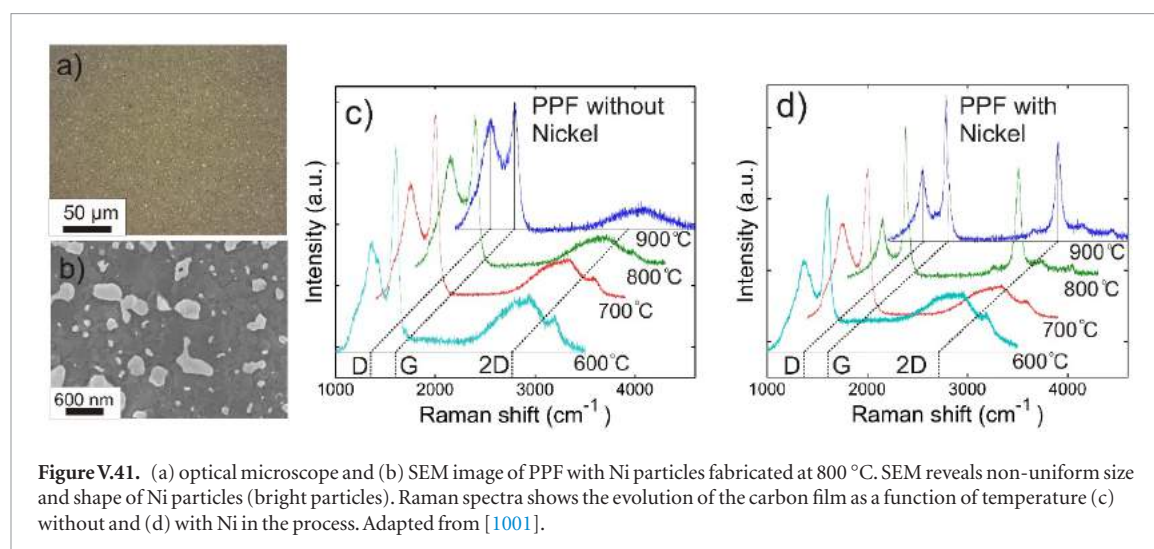 a)
50 µm
b)
600 nm
c)
PPF without
Nickel
Intensity (a.u.)
900°C
800°C
700°C
600°C
D
G
2D
1000
2000
3000
4000
Raman shift (cm⁻¹)
d)
PPF with
Nickel
Intensity (a.u.)
900°C
800°C
700°C
600°C
D
G
2D
1000
2000
3000
4000
Raman shift (cm⁻¹)
Figure V.41. (a) optical microscope and (b) SEM image of PPF with Ni particles fabricated at 800 °C. SEM reveals non-uniform size
and shape of Ni particles (bright particles). Raman spectra shows the evolution of the carbon film as a function of temperature (c)
without and (d) with Ni in the process. Adapted from [1001].